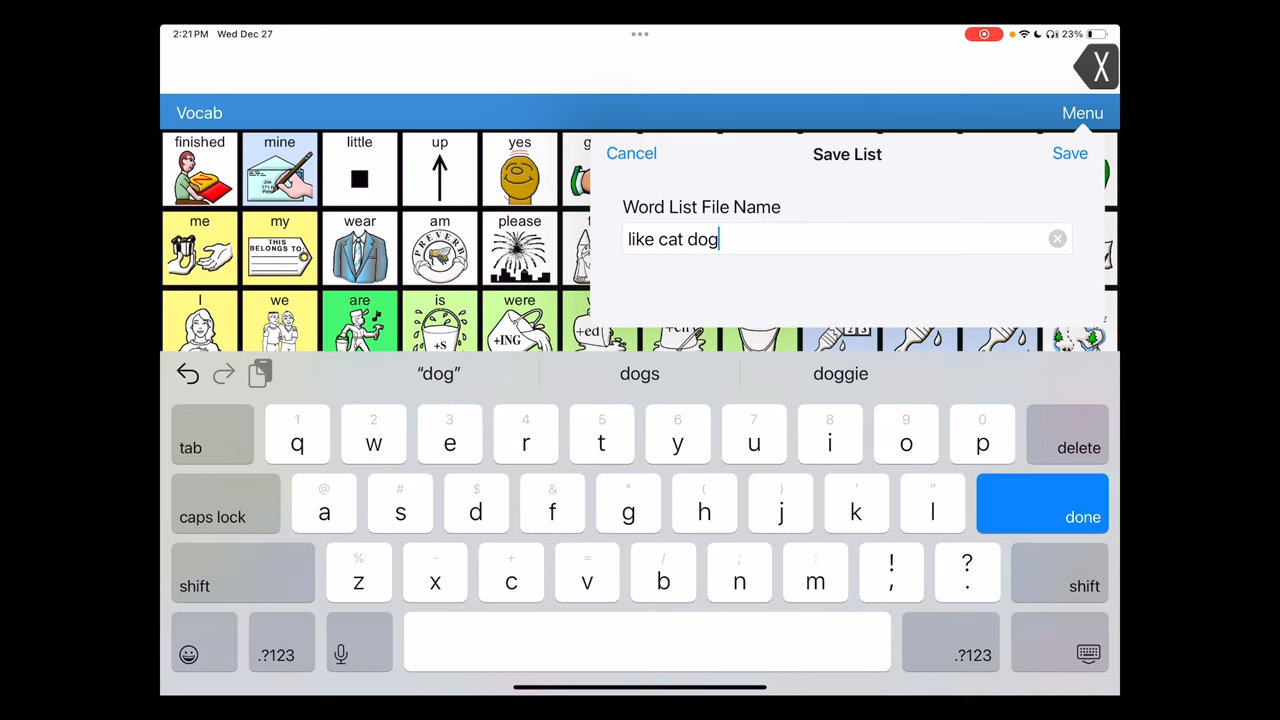 2:21 PM Wed Dec 27
23%
X
Vocab
Menu
finished
mine
little
up
yes
g
Cancel
Save List
Save
Word List File Name
like cat dog
me
my
wear
am
please
THIS
BELONGS TO:
PREVERB
I
we
are
is
were
+S
+ING
+ed
“dog”
dogs
doggie
1 2 3 4 5 6 7 8 9 0
tab q w e r t y u i o p delete
@ # $ & * ( ) ' "
caps lock a s d f g h j k l done
% - + = / ; :
shift z x c v b n m ! , ? . shift
.?123
.?123